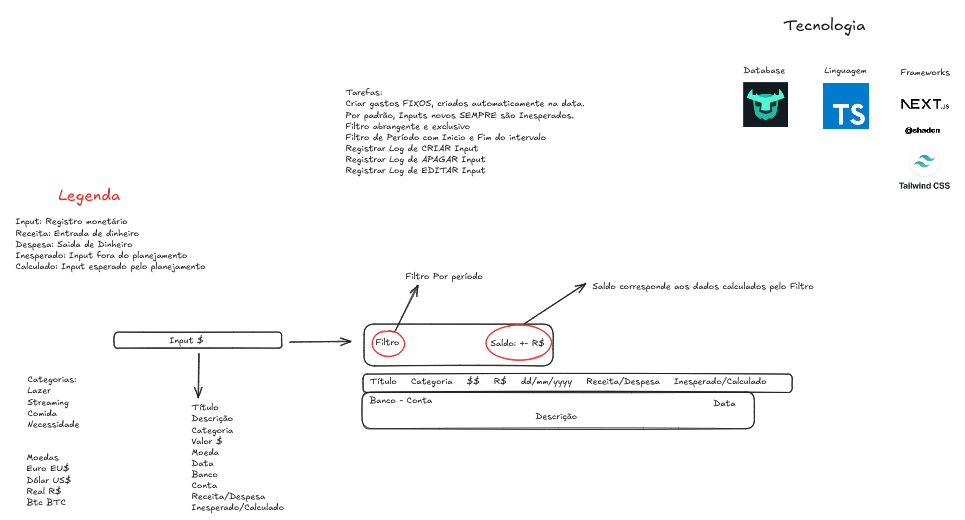 Tecnologia
Database
Linguagem
Frameworks
TS
NEXT.JS
@shadcn
Tailwind CSS
Tarefas:
Criar gastos FIXOS, criados automaticamente na data.
Por padrão, Inputs novos SEMPRE são Inesperados.
Filtro abrangente e exclusivo
Filtro de Período com Inicio e Fim do intervalo
Registrar Log de CRIAR Input
Registrar Log de APAGAR Input
Registrar Log de EDITAR Input
Legenda
Input: Registro monetário
Receita: Entrada de dinheiro
Despesa: Saida de Dinheiro
Inesperado: Input fora do planejamento
Calculado: Input esperado pelo planejamento
Filtro Por período
Saldo corresponde aos dados calculados pelo Filtro
Input $
Filtro
Saldo: +- R$
Título Categoria $$ R$ dd/mm/yyyy Receita/Despesa Inesperado/Calculado
Banco - Conta
Data
Descrição
Categorias:
Lazer
Streaming
Comida
Necessidade
Moedas
Euro EU$
Dólar US$
Real R$
Btc BTC
Título
Descrição
Categoria
Valor $
Moeda
Data
Banco
Conta
Receita/Despesa
Inesperado/Calculado